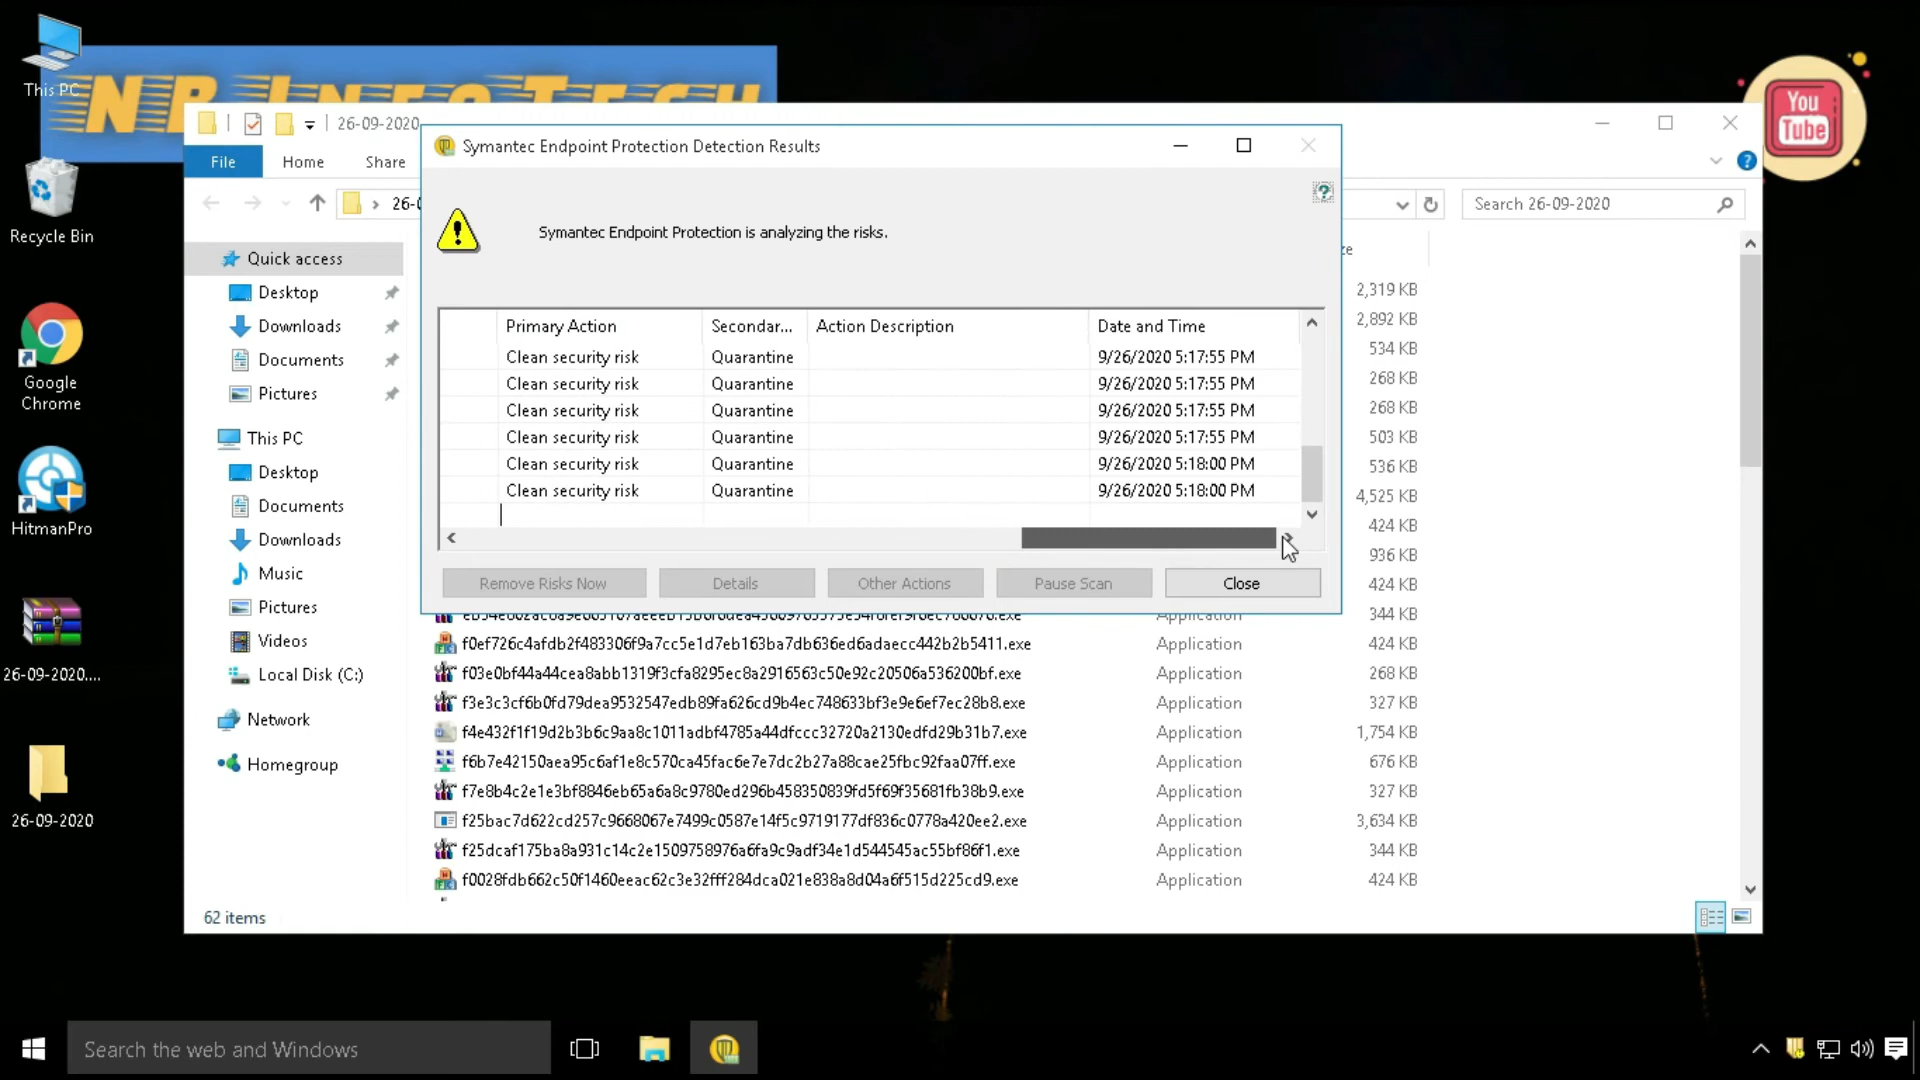 This PC
NP InfoTech
You
Tube
26-09-2020
File
Home
Share
Symantec Endpoint Protection Detection Results
Symantec Endpoint Protection is analyzing the risks.
Search 26-09-2020
Recycle Bin
Quick access
Desktop
Downloads
Documents
Pictures
This PC
Desktop
Documents
Downloads
Music
Pictures
Videos
Local Disk (C:)
Network
Homegroup
Google
Chrome
HitmanPro
26-09-2020....
26-09-2020
Primary Action Secondar... Action Description Date and Time
Clean security risk Quarantine 9/26/2020 5:17:55 PM
Clean security risk Quarantine 9/26/2020 5:17:55 PM
Clean security risk Quarantine 9/26/2020 5:17:55 PM
Clean security risk Quarantine 9/26/2020 5:17:55 PM
Clean security risk Quarantine 9/26/2020 5:18:00 PM
Clean security risk Quarantine 9/26/2020 5:18:00 PM
Remove Risks Now Details Other Actions Pause Scan Close
2,319 KB
2,892 KB
534 KB
268 KB
268 KB
503 KB
536 KB
4,525 KB
424 KB
936 KB
424 KB
Application 344 KB
f0ef726c4afdb2f483306f9a7cc5e1d7eb163ba7db636ed6adaecc442b2b5411.exe Application 424 KB
f03e0bf44a44cea8abb1319f3cfa8295ec8a2916563c50e92c20506a536200bf.exe Application 268 KB
f3e3c3cf6b0fd79dea9532547edb89fa626cd9b4ec748633bf3e9e6ef7ec28b8.exe Application 327 KB
f4e432f1f19d2b3b6c9aa8c1011adbf4785a44dfccc32720a2130edfd29b31b7.exe Application 1,754 KB
f6b7e42150aea95c6af1e8c570ca45fac6e7e7dc2b27a88cae25fbc92faa07ff.exe Application 676 KB
f7e8b4c2e1e3bf8846eb65a6a8c9780ed296b458350839fd5f69f35681fb38b9.exe Application 327 KB
f25bac7d622cd257c9668067e7499c0587e14f5c9719177df836c0778a420ee2.exe Application 3,634 KB
f25dcaf175ba8a931c14c2e1509758976a6fa9c9adf34e1d544545ac55bf86f1.exe Application 344 KB
f0028fdb662c50f1460eeac62c3e32fff284dca021e838a8d04a6f515d225cd9.exe Application 424 KB
62 items
Search the web and Windows